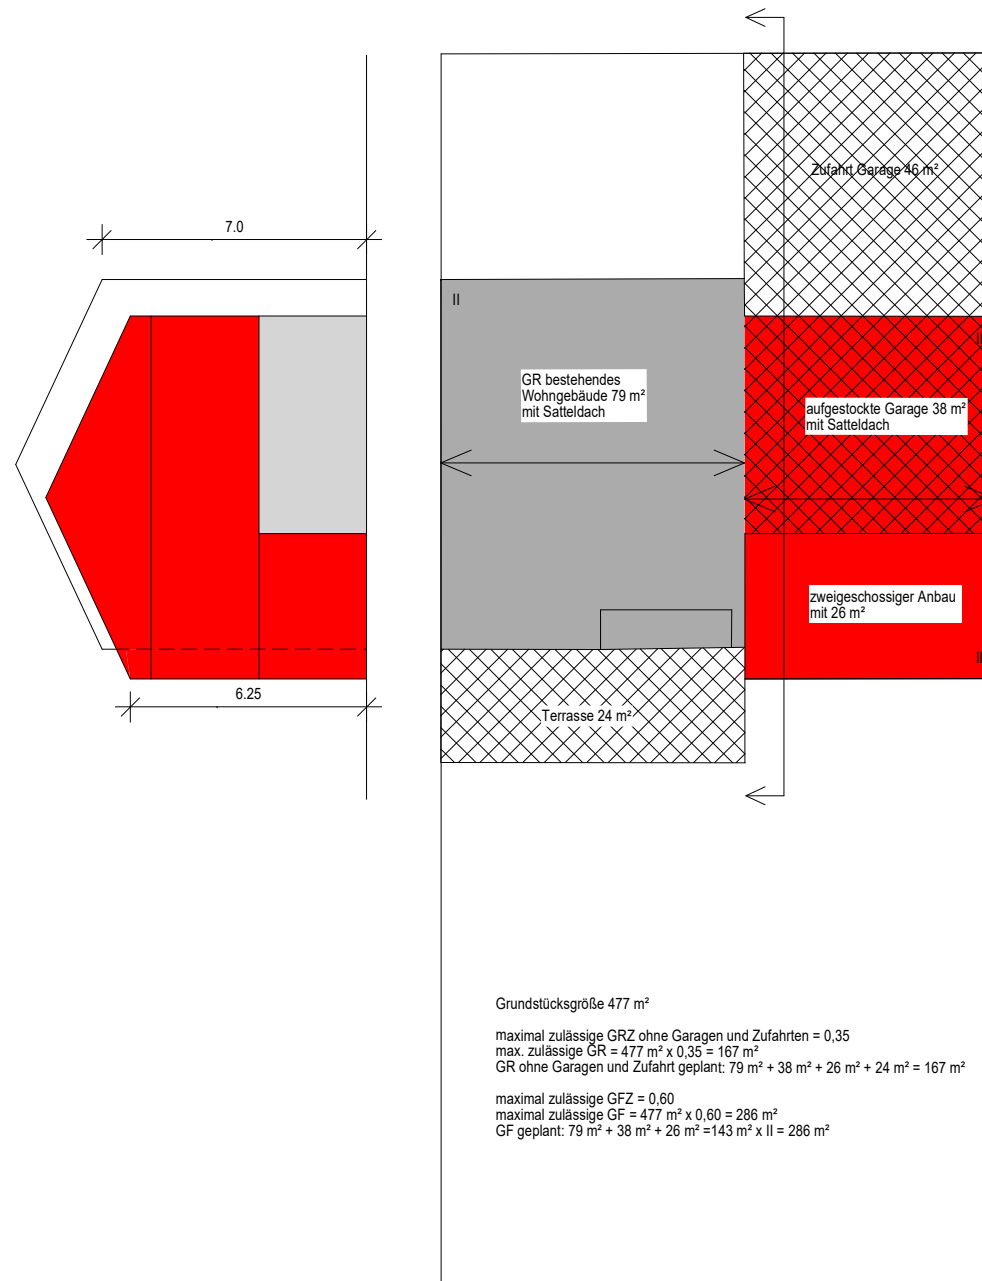 Zufahrt Garage 46 m²
7.0
II
GR bestehendes
Wohngebäude 79 m²
mit Satteldach
aufgestockte Garage 38 m²
mit Satteldach
zweigeschossiger Anbau
mit 26 m²
6.25
Terrasse 24 m²
Grundstücksgröße 477 m²
maximal zulässige GRZ ohne Garagen und Zufahrten = 0,35
max. zulässige GR = 477 m² x 0,35 = 167 m²
GR ohne Garagen und Zufahrt geplant: 79 m² + 38 m² + 26 m² + 24 m² = 167 m²
maximal zulässige GFZ = 0,60
maximal zulässige GF = 477 m² x 0,60 = 286 m²
GF geplant: 79 m² + 38 m² + 26 m² =143 m² x II = 286 m²